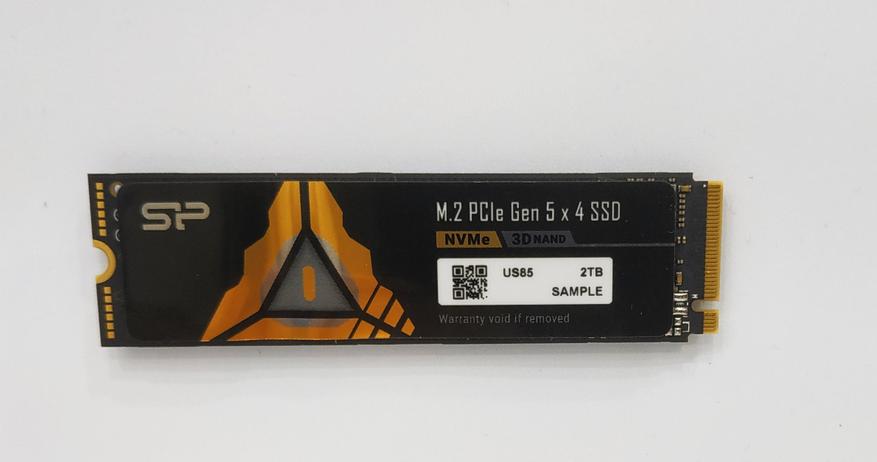 SP
M.2 PCIe Gen 5 x 4 SSD
NVMe 3D NAND
US85 2TB
SAMPLE
Warranty void if removed